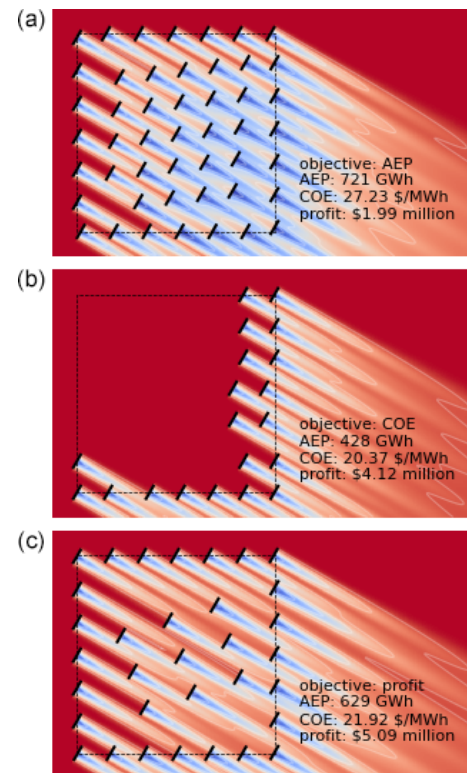 (a)
objective: AEP
AEP: 721 GWh
COE: 27.23 $/MWh
profit: $1.99 million
(b)
objective: COE
AEP: 428 GWh
COE: 20.37 $/MWh
profit: $4.12 million
(c)
objective: profit
AEP: 629 GWh
COE: 21.92 $/MWh
profit: $5.09 million